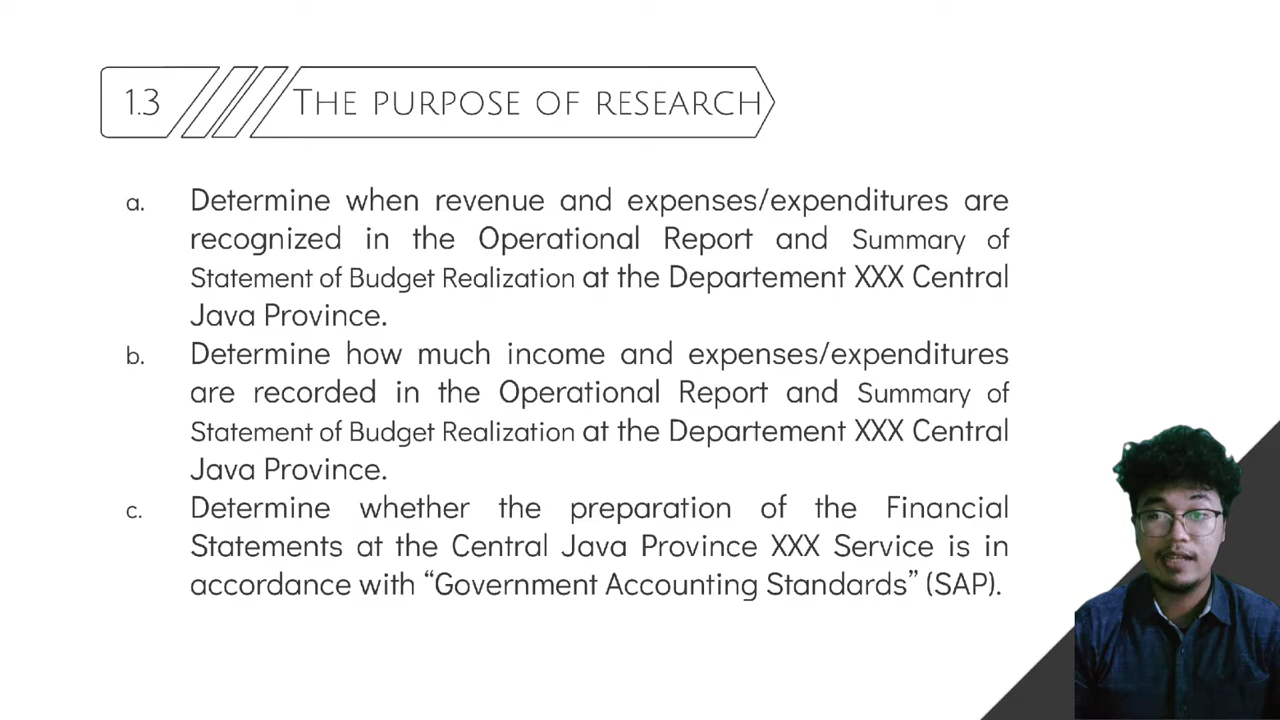 1.3 THE PURPOSE OF RESEARCH
a. Determine when revenue and expenses/expenditures are
recognized in the Operational Report and Summary of
Statement of Budget Realization at the Departement XXX Central
Java Province.
b. Determine how much income and expenses/expenditures
are recorded in the Operational Report and Summary of
Statement of Budget Realization at the Departement XXX Central
Java Province.
c. Determine whether the preparation of the Financial
Statements at the Central Java Province XXX Service is in
accordance with “Government Accounting Standards” (SAP).